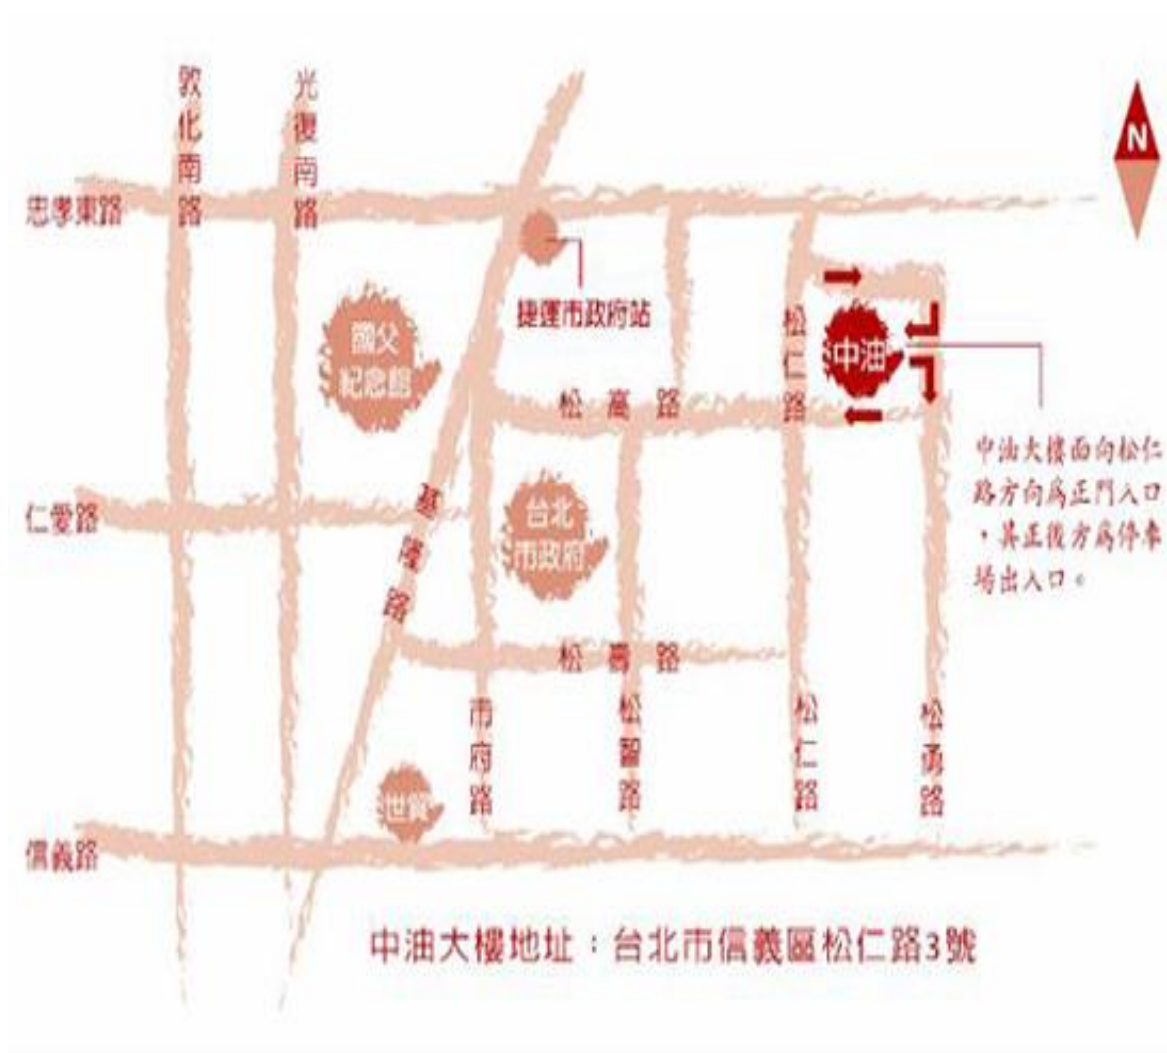 敦化南路
光復南路
N
忠孝東路
捷運市政府站
國父
紀念館
松仁路
中油
松高路
中油大樓面向松仁
路方向為正門入口
，其正後方為停車
場出入口。
仁愛路
基隆路
台北
市政府
松壽路
市府路
松智路
松仁路
松勇路
世貿
信義路
中油大樓地址：台北市信義區松仁路3號